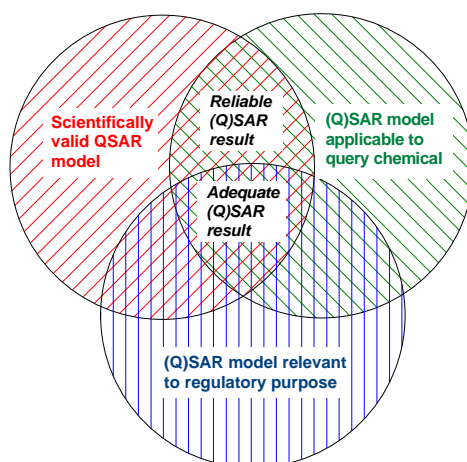 Reliable
(Q)SAR
result
Scientifically
valid QSAR
model
(Q)SAR model
applicable to
query chemical
Adequate
(Q)SAR
result
(Q)SAR model relevant
to regulatory purpose